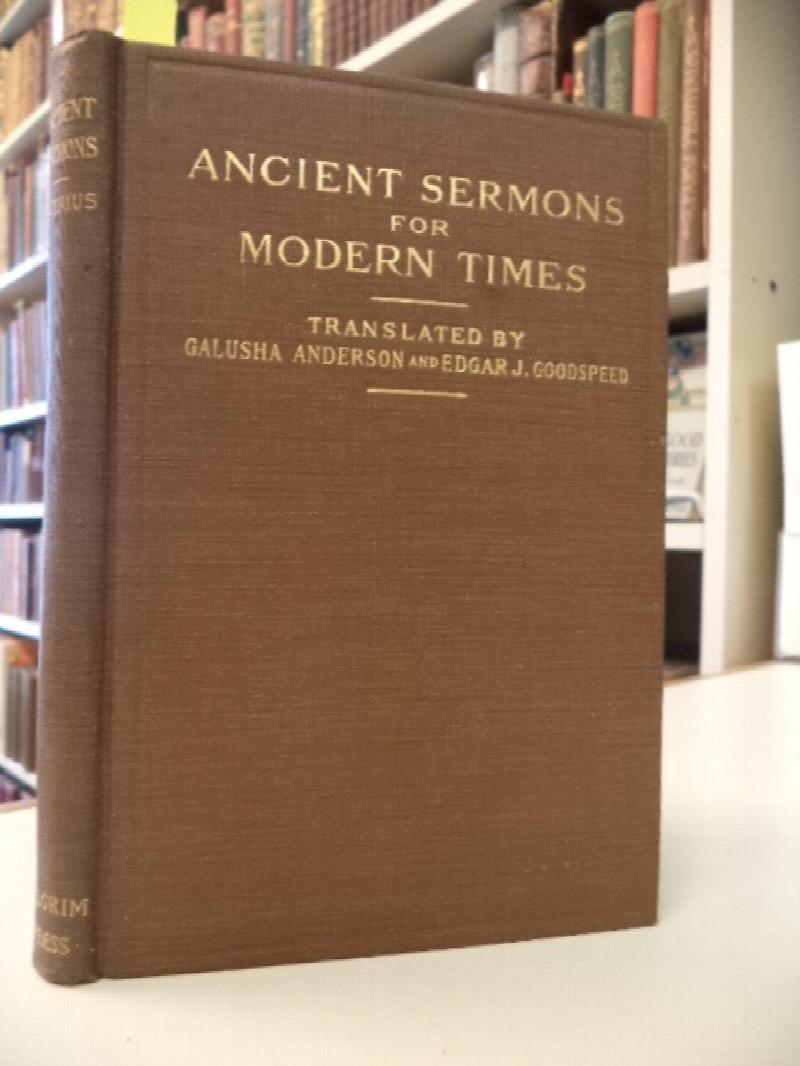 ANCIENT SERMONS
FOR
MODERN TIMES
TRANSLATED BY
GALUSHA ANDERSON AND EDGAR J. GOODSPEED